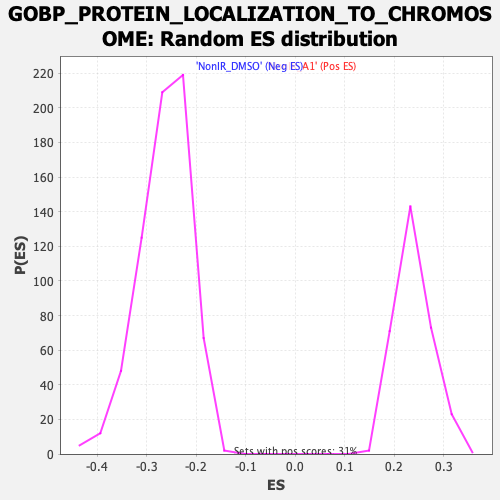 GOBP_PROTEIN_LOCALIZATION_TO_CHROMOS
OME: Random ES distribution
'NonIR_DMSO' (Neg ES) A1' (Pos ES)
220
200
180
160
140
120
100
80
60
40
20
0
P(ES)
Sets with pos scores: 31%
-0.4 -0.3 -0.2 -0.1 0.0 0.1 0.2 0.3
ES